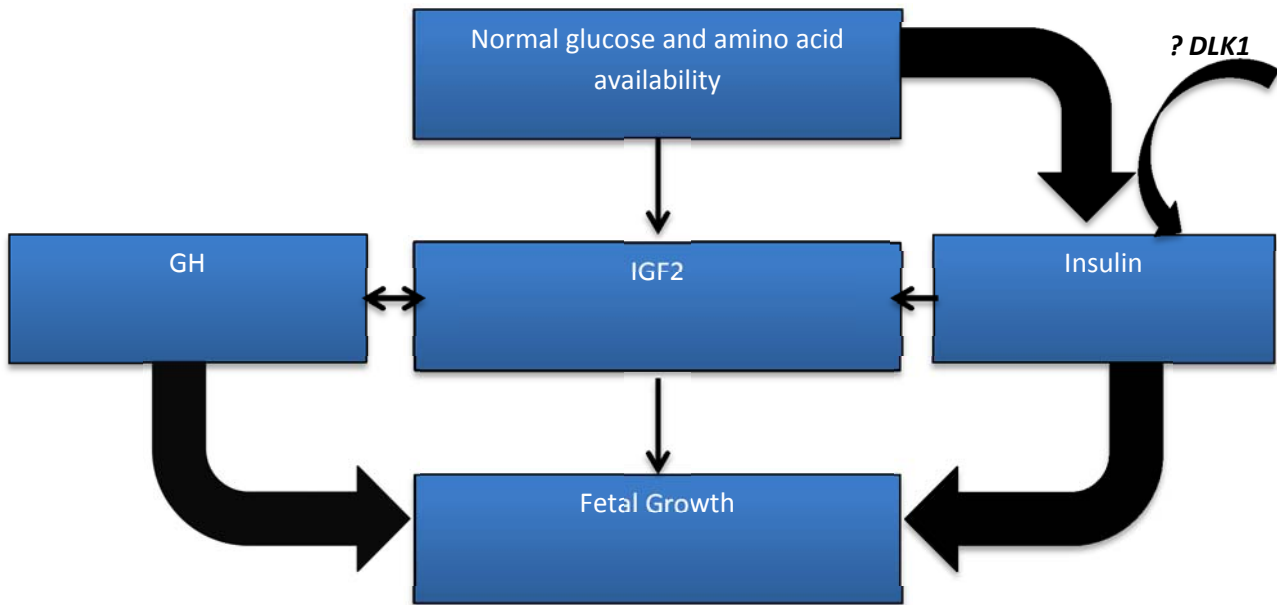 Normal glucose and amino acid
availability
? DLK1
GH
IGF2
Insulin
Fetal Growth